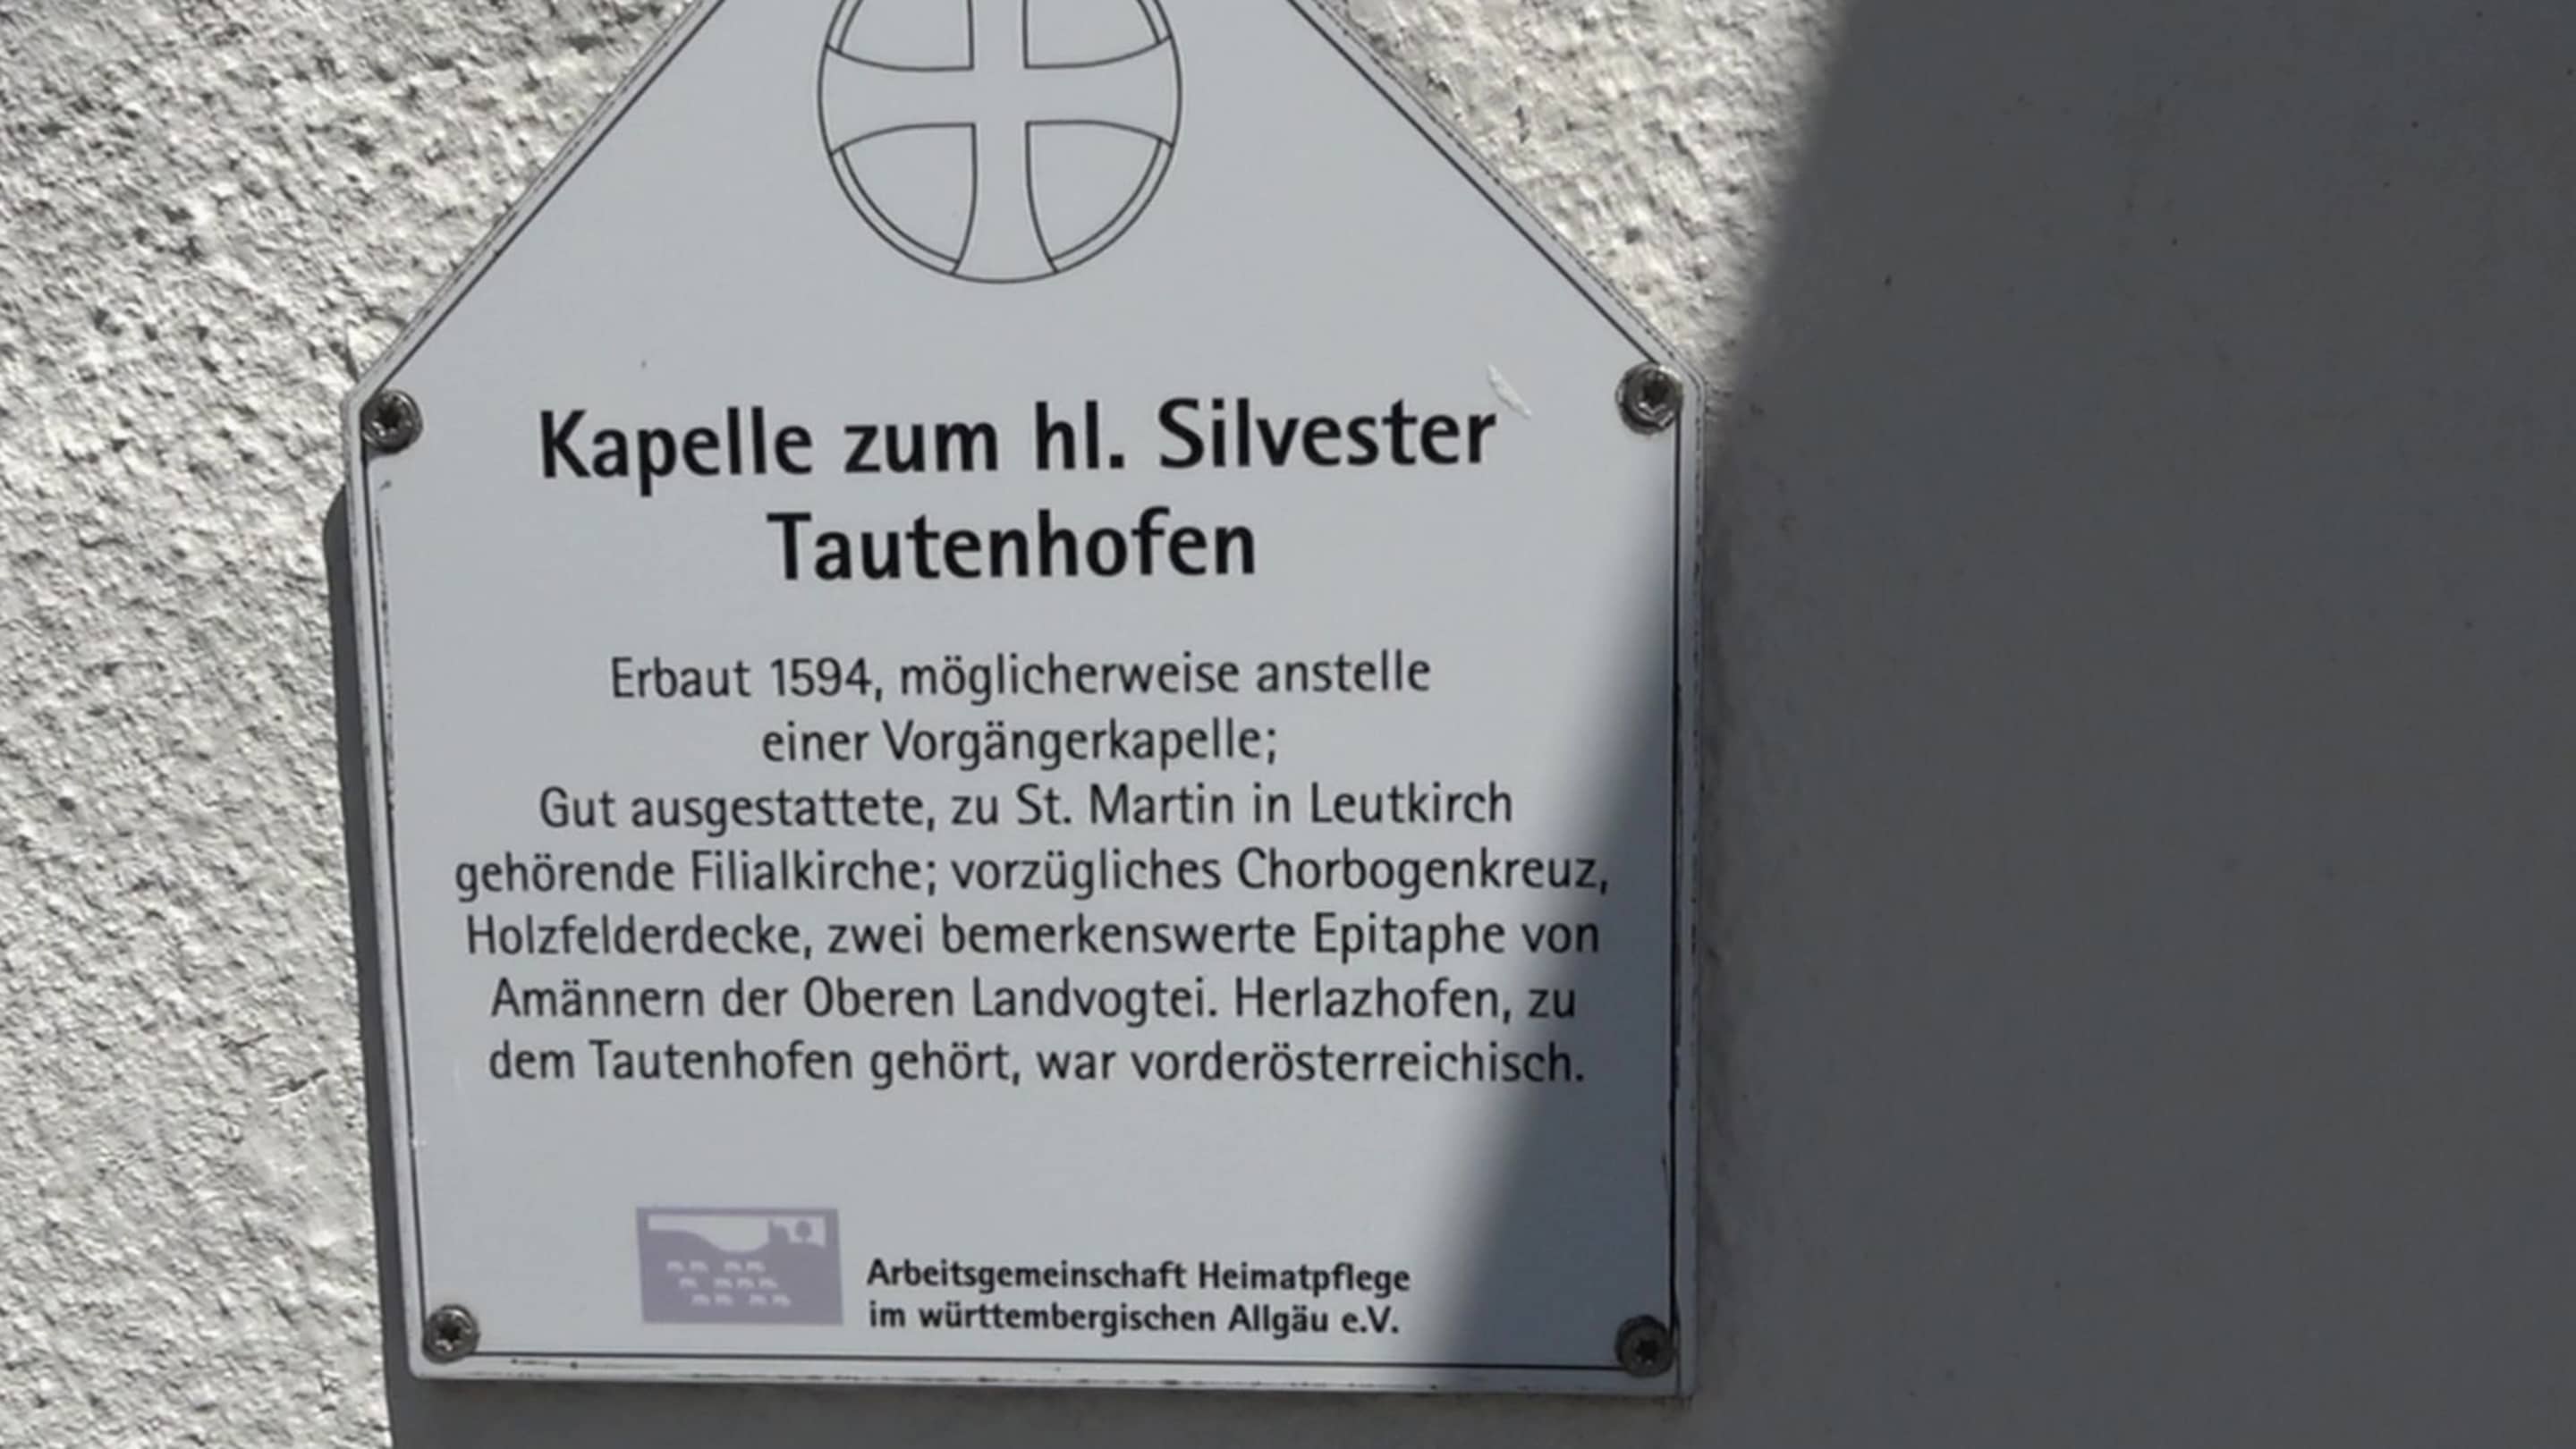 Kapelle zum hl. Silvester
Tautenhofen
Erbaut 1594, möglicherweise anstelle
einer Vorgängerkapelle;
Gut ausgestattete, zu St. Martin in Leutkirch
gehörende Filialkirche; vorzügliches Chorbogenkreuz,
Holzfelderdecke, zwei bemerkenswerte Epitaphe von
Amännern der Oberen Landvogtei. Herlazhofen, zu
dem Tautenhofen gehört, war vorderösterreichisch.
Arbeitsgemeinschaft Heimatpflege
im württembergischen Allgäu e.V.